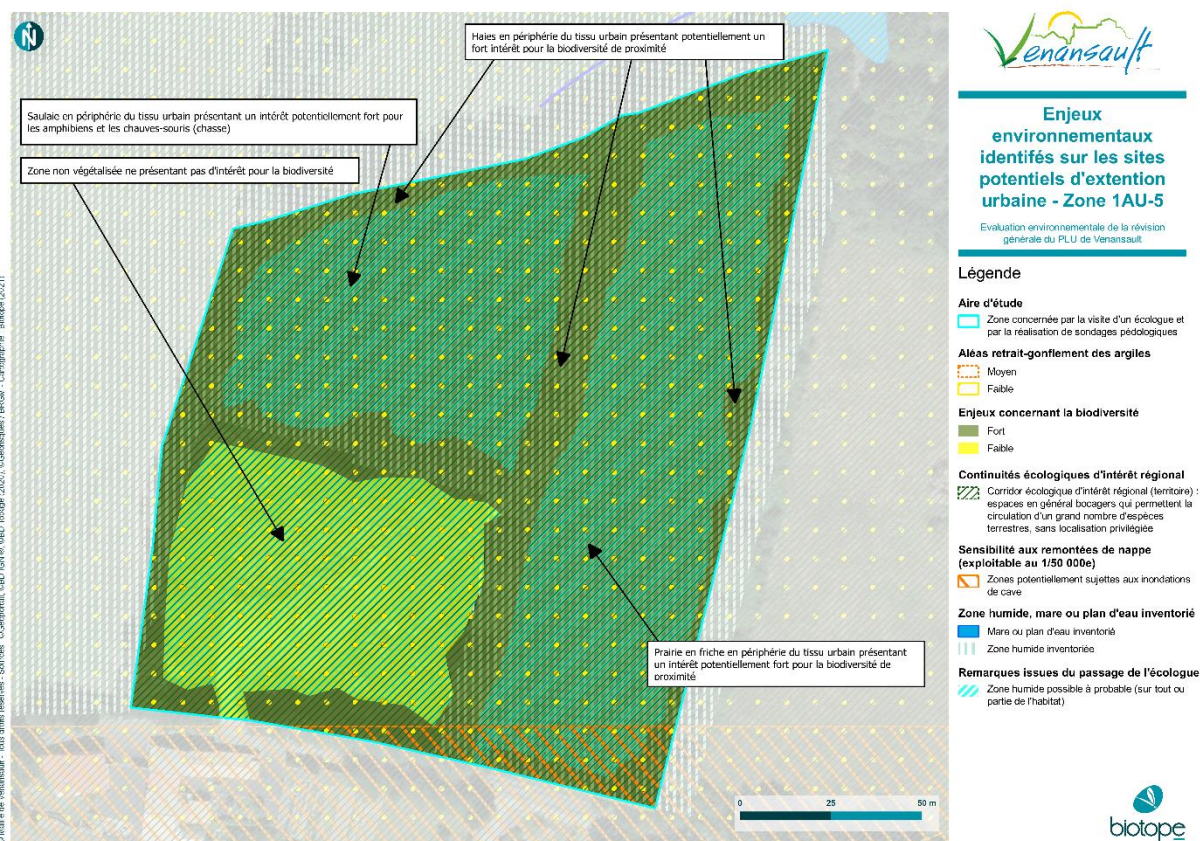 Haies en périphérie du tissu urbain présentant potentiellement un
fort intérêt pour la biodiversité de proximité
Saulaie en périphérie du tissu urbain présentant un intérêt potentiellement fort pour
les amphibiens et les chauves-souris (chasse)
Zone non végétalisée ne présentant pas d'intérêt pour la biodiversité
Prairie en friche en périphérie du tissu urbain présentant
un intérêt potentiellement fort pour la biodiversité de
proximité
N
0 25 50 m
Venansault
Enjeux
environnementaux
identifiés sur les sites
potentiels d'extention
urbaine - Zone 1AU-5
Evaluation environnementale de la révision
générale du PLU de Venansault
Légende
Aire d'étude
Zone concernée par la visite d'un écologue et
par la réalisation de sondages pédologiques
Aléas retrait-gonflement des argiles
Moyen
Faible
Enjeux concernant la biodiversité
Fort
Faible
Continuités écologiques d'intérêt régional
Corridor écologique d'intérêt régional (territoire) :
espaces en général bocagers qui permettent la
circulation d'un grand nombre d'espèces
terrestres, sans localisation privilégiée
Sensibilité aux remontées de nappe
(exploitable au 1/50 000e)
Zones potentiellement sujettes aux inondations
de cave
Zone humide, mare ou plan d'eau inventorié
Mare ou plan d'eau inventorié
Zone humide inventoriée
Remarques issues du passage de l'écologue
Zone humide possible à probable (sur tout ou
partie de l'habitat)
biotope